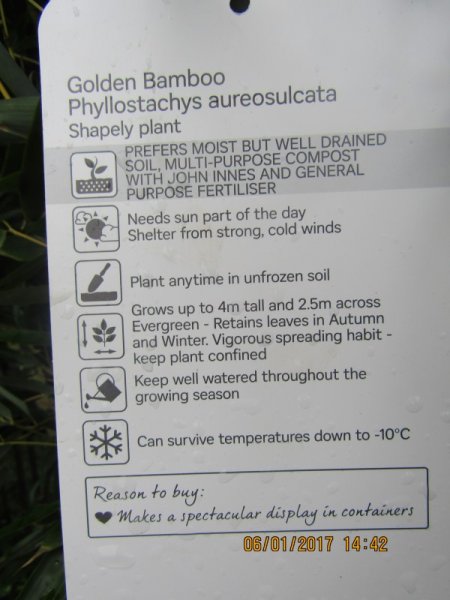 Golden Bamboo
Phyllostachys aureosulcata
Shapely plant
PREFERS MOIST BUT WELL DRAINED
SOIL, MULTI-PURPOSE COMPOST
WITH JOHN INNES AND GENERAL
PURPOSE FERTILISER
Needs sun part of the day
Shelter from strong, cold winds
Plant anytime in unfrozen soil
Grows up to 4m tall and 2.5m across
Evergreen - Retains leaves in Autumn
and Winter. Vigorous spreading habit -
keep plant confined
Keep well watered throughout the
growing season
Can survive temperatures down to -10°C
Reason to buy:
Makes a spectacular display in containers
06/01/2017 14:42